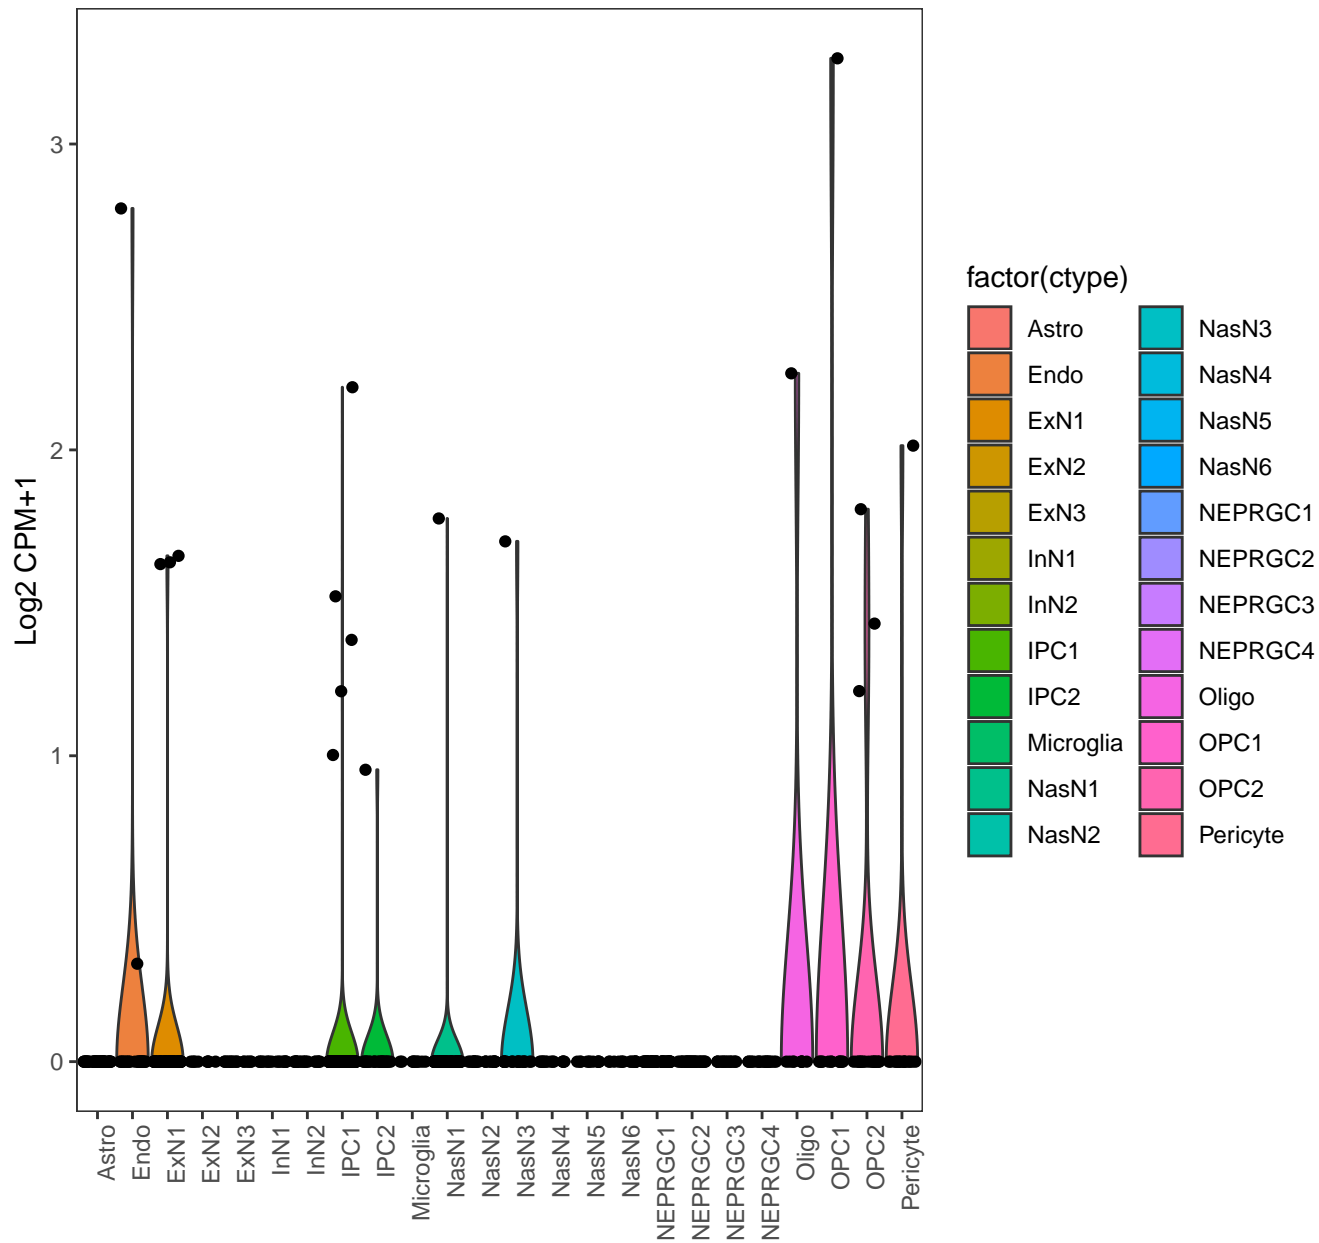 Log2 CPM+1
3
2
1
0
Astro
Endo
ExN1
ExN2
ExN3
InN1
InN2
IPC1
IPC2
Microglia
NasN1
NasN2
NasN3
NasN4
NasN5
NasN6
NEPRGC1
NEPRGC2
NEPRGC3
NEPRGC4
Oligo
OPC1
OPC2
Pericyte
factor(ctype)
Astro
Endo
ExN1
ExN2
ExN3
InN1
InN2
IPC1
IPC2
Microglia
NasN1
NasN2
NasN3
NasN4
NasN5
NasN6
NEPRGC1
NEPRGC2
NEPRGC3
NEPRGC4
Oligo
OPC1
OPC2
Pericyte